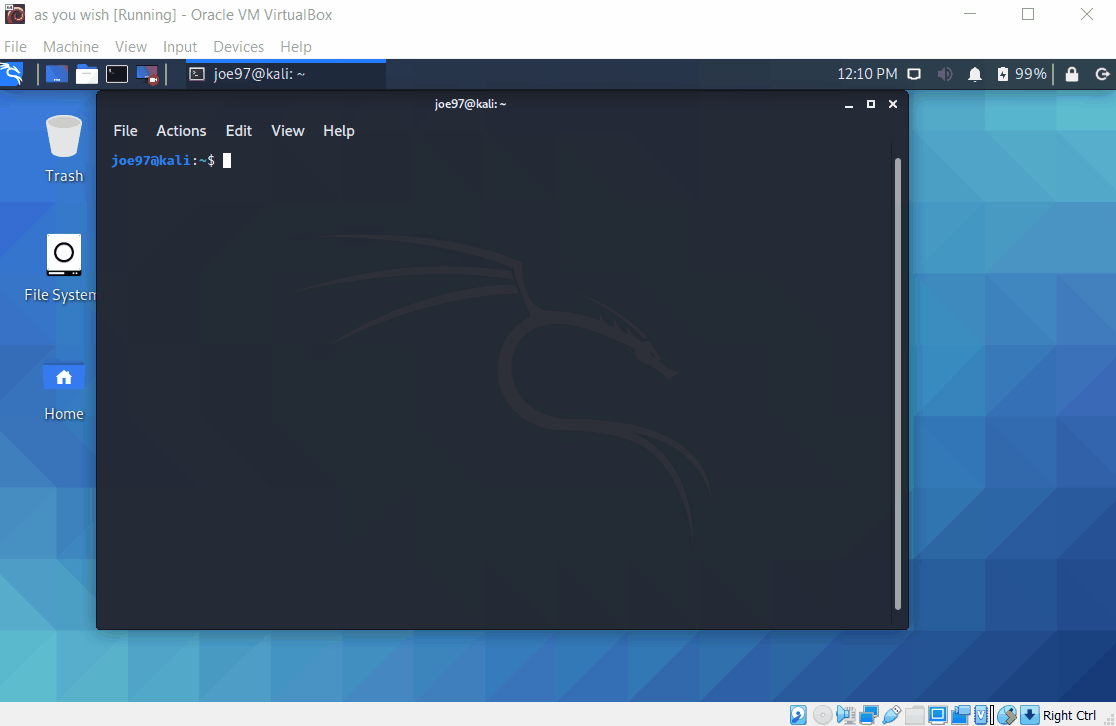 as you wish [Running] - Oracle VM VirtualBox
File Machine View Input Devices Help
joe97@kali: ~
12:10 PM
99%
joe97@kali: ~
File Actions Edit View Help
joe97@kali:~$
Trash
File System
Home
Right Ctrl